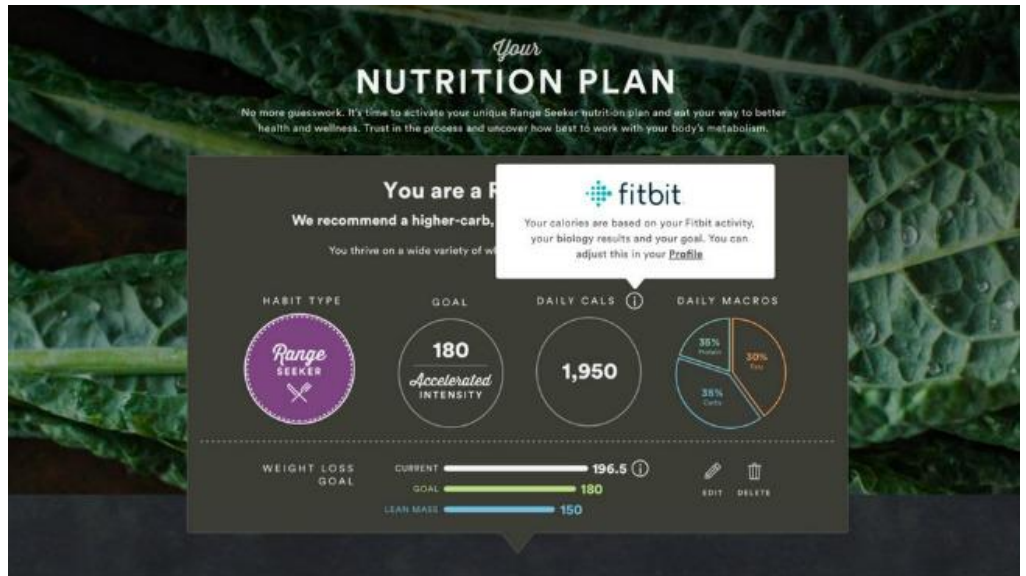 Your
NUTRITION PLAN
No more guesswork. It's time to activate your unique Range Seeker nutrition plan and eat your way to better
health and wellness. Trust in the process and uncover how best to work with your body's metabolism.
You are a
We recommend a higher-carb,
You thrive on a wide variety of
fitbit
Your calories are based on your Fitbit activity,
your biology results and your goal. You can
adjust this in your Profile
HABIT TYPE
GOAL
DAILY CALS
DAILY MACROS
Range
SEEKER
180
Accelerated
INTENSITY
1,950
35%
Protein
30%
Fats
35%
Carbs
WEIGHT LOSS
GOAL
CURRENT 196.5
GOAL 180
LEAN MASS 150
EDIT DELETE